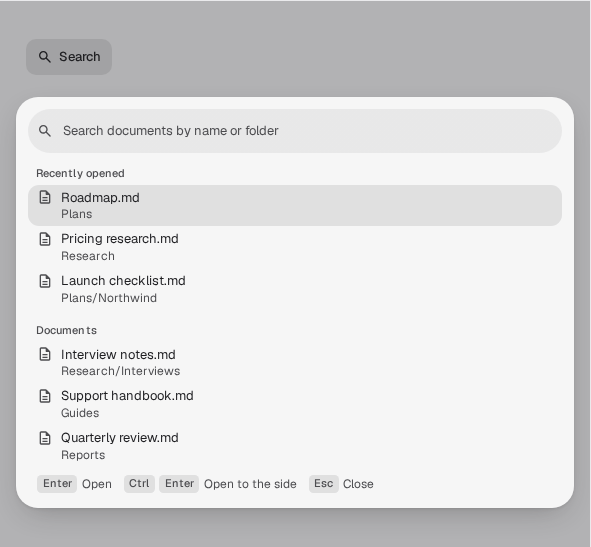 Search
Search documents by name or folder
Recently opened
Roadmap.md
Plans
Pricing research.md
Research
Launch checklist.md
Plans/Northwind
Documents
Interview notes.md
Research/Interviews
Support handbook.md
Guides
Quarterly review.md
Reports
Enter Open Ctrl Enter Open to the side Esc Close